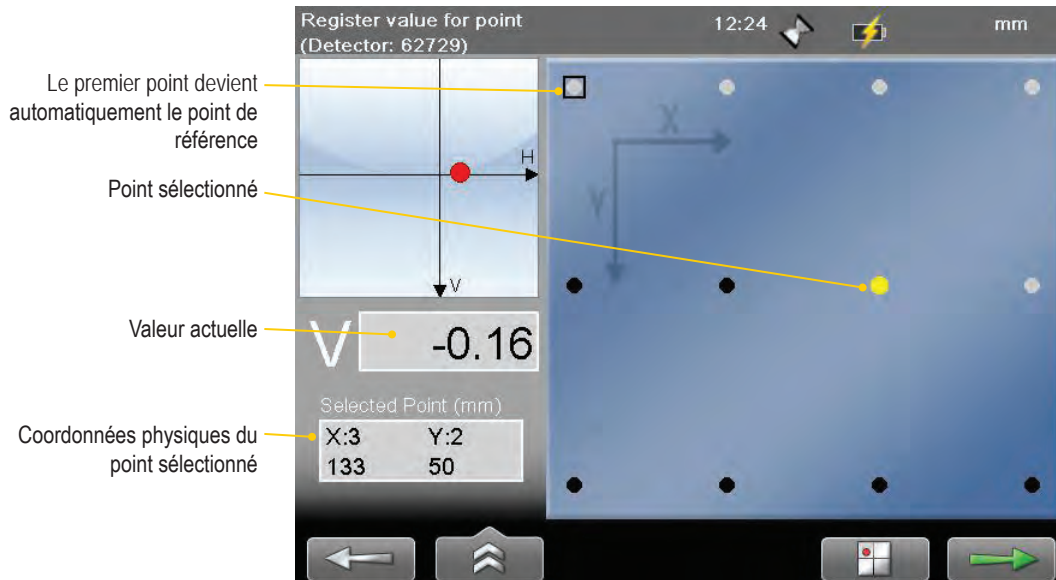 Register value for point
(Detector: 62729)
12:24
mm
Le premier point devient
automatiquement le point de
référence
X
H
Y
Point sélectionné
V
Valeur actuelle
V
-0.16
Selected Point (mm)
Coordonnées physiques du
point sélectionné
X:3 Y:2
133 50